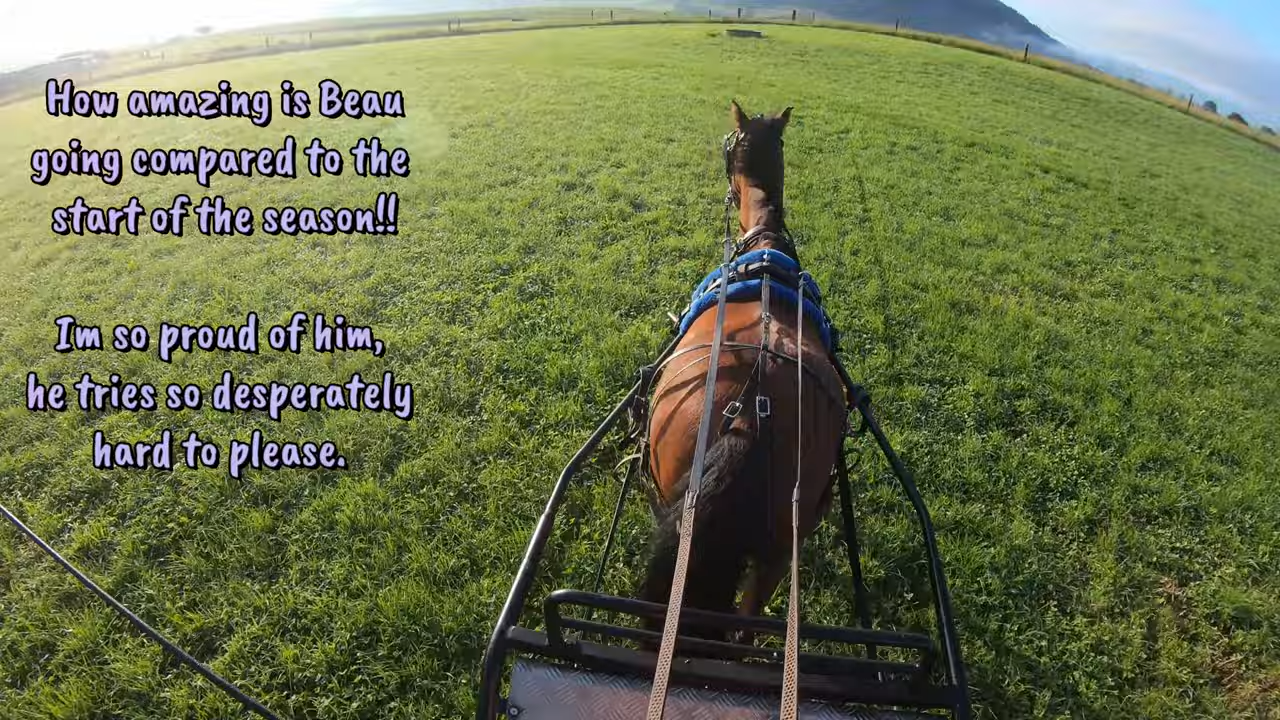 How amazing is Beau
going compared to the
start of the season!!
Im so proud of him,
he tries so desperately
hard to please.